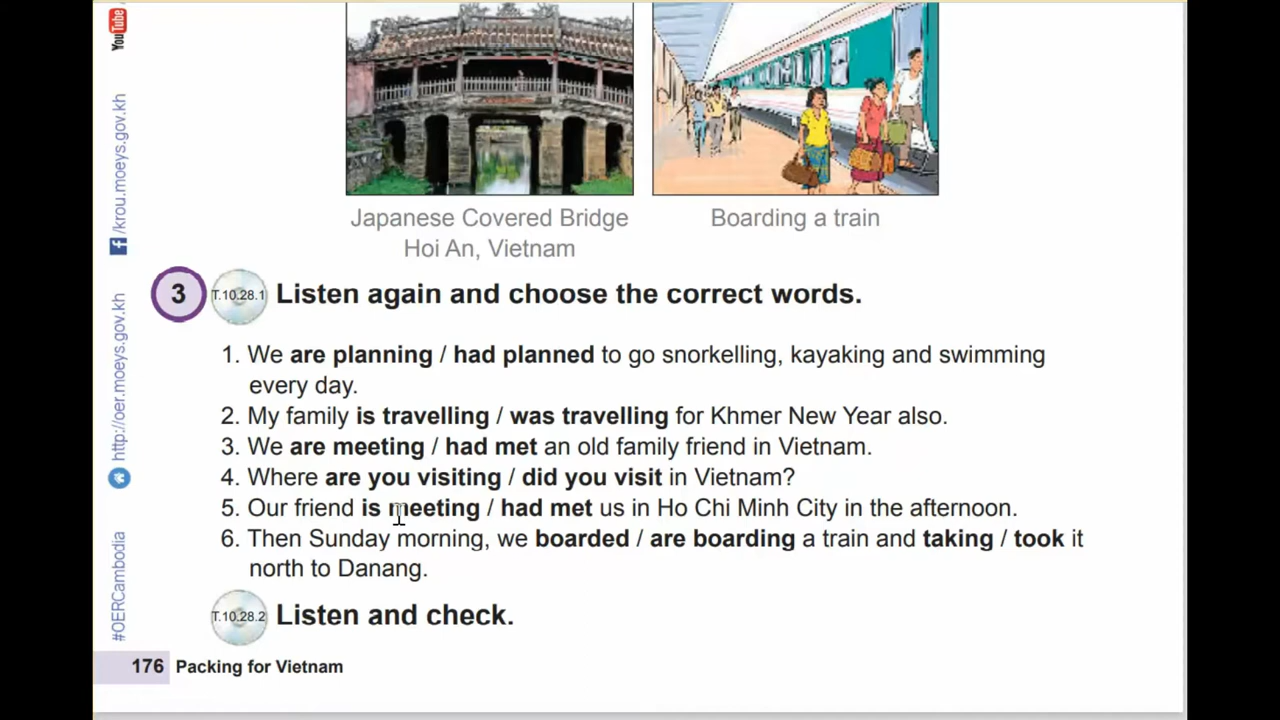 YouTube
/krou.moeys.gov.kh
http://oer.moeys.gov.kh
#OERCambodia
Japanese Covered Bridge
Hoi An, Vietnam
Boarding a train
3 T.10.28.1 Listen again and choose the correct words.
1. We are planning / had planned to go snorkelling, kayaking and swimming
every day.
2. My family is travelling / was travelling for Khmer New Year also.
3. We are meeting / had met an old family friend in Vietnam.
4. Where are you visiting / did you visit in Vietnam?
5. Our friend is meeting / had met us in Ho Chi Minh City in the afternoon.
6. Then Sunday morning, we boarded / are boarding a train and taking / took it
north to Danang.
T.10.28.2 Listen and check.
176 Packing for Vietnam